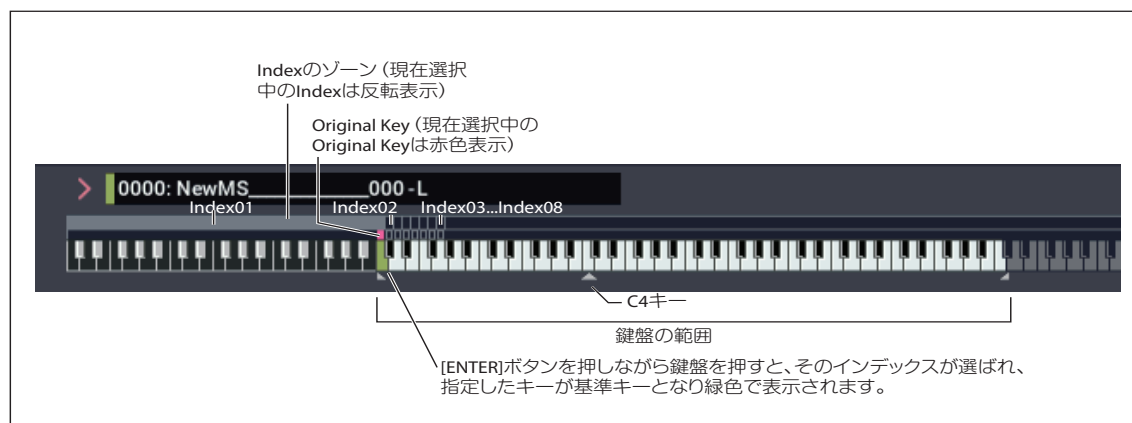 Indexのゾーン（現在選択
中のIndexは反転表示）
Original Key（現在選択中の
Original Keyは赤色表示）
0000: NewMS____________000-L
Index01
Index02
Index03...Index08
C4キー
鍵盤の範囲
[ENTER]ボタンを押しながら鍵盤を押すと、そのインデックスが選ばれ、
指定したキーが基準キーとなり緑色で表示されます。